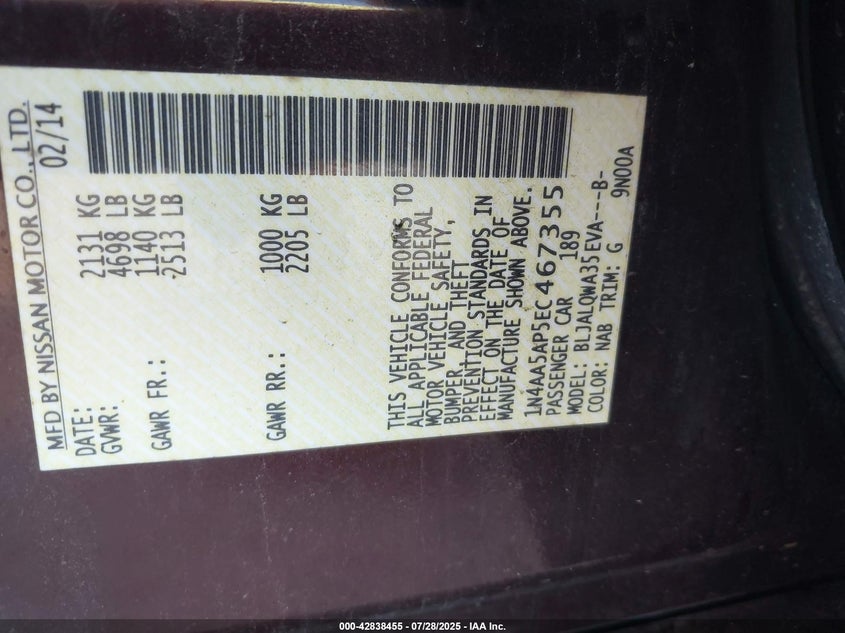 MFD BY NISSAN MOTOR CO., LTD.
DATE: 02/14
GVWR: 2131 KG
4698 LB
GAWR FR.: 1140 KG
2513 LB
GAWR RR.: 1000 KG
2205 LB
THIS VEHICLE CONFORMS TO
ALL APPLICABLE FEDERAL
MOTOR VEHICLE SAFETY,
BUMPER, AND THEFT
PREVENTION STANDARDS IN
EFFECT ON THE DATE OF
MANUFACTURE SHOWN ABOVE.
1N4AA5AP5EC467355
PASSENGER CAR 189
MODEL: BLJALQWA35EVA---B-
COLOR: NAB TRIM: G 9N00A
000-42838455 - 07/28/2025 - IAA Inc.